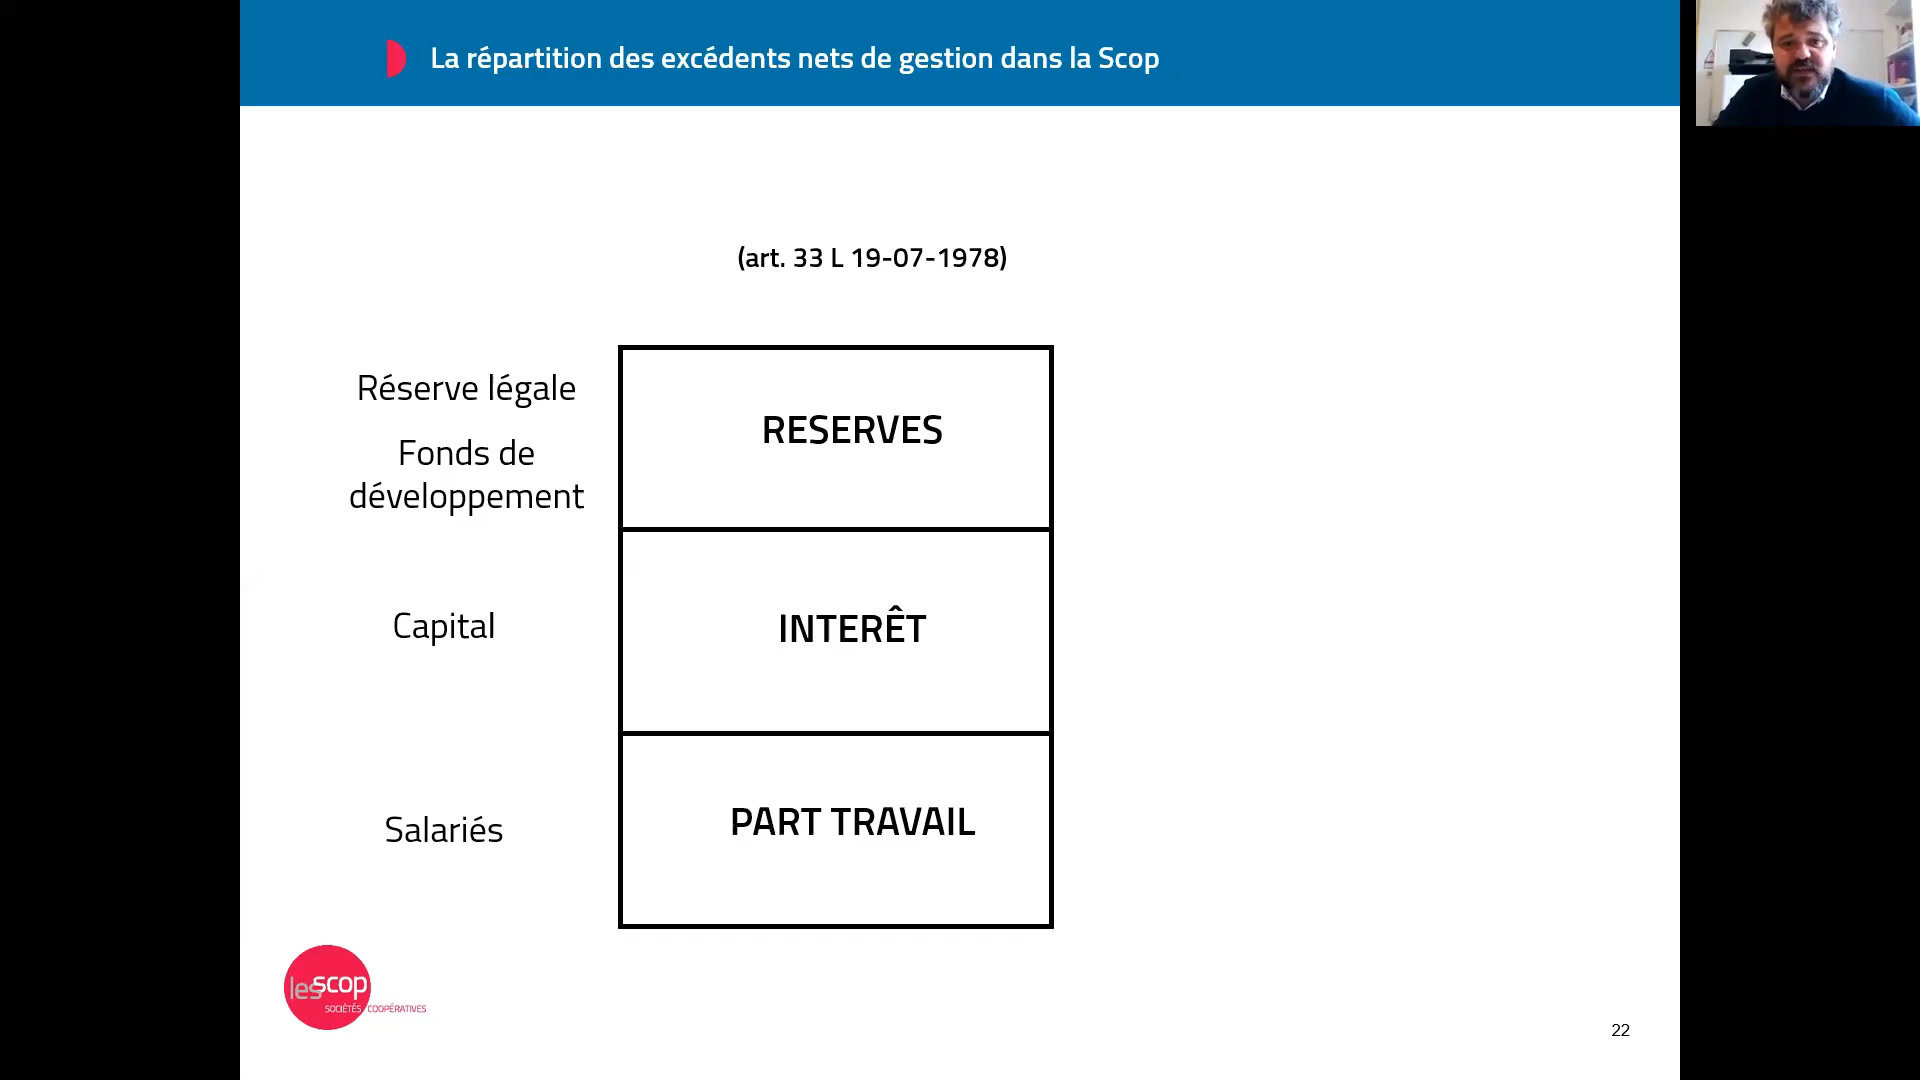 La répartition des excédents nets de gestion dans la Scop
(art. 33 L 19-07-1978)
Réserve légale
Fonds de
développement
RESERVES
Capital
INTERÊT
Salariés
PART TRAVAIL
les scop
SOCIÉTÉS COOPÉRATIVES
22